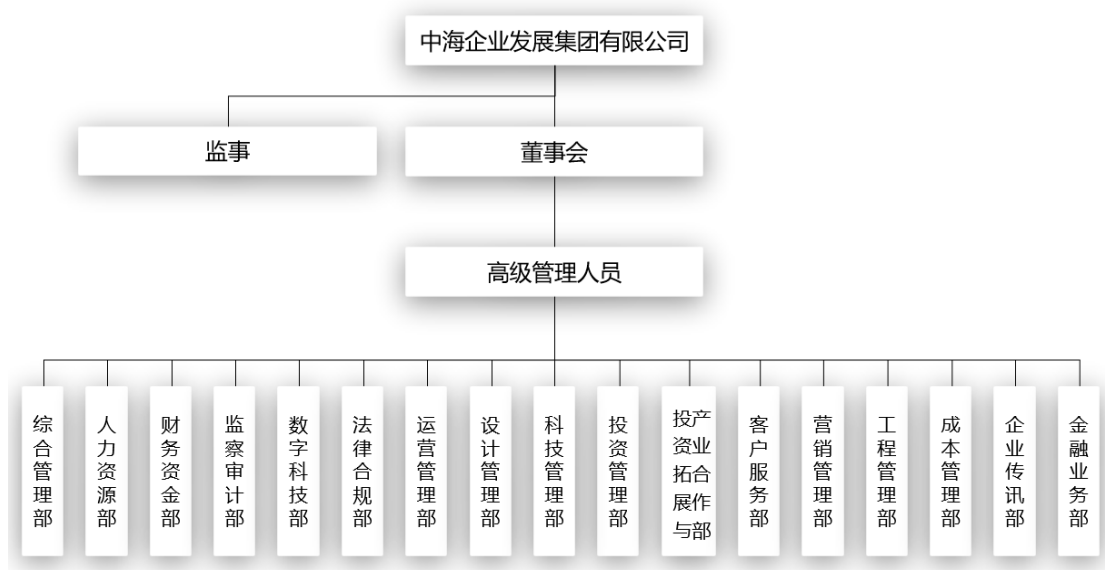 中海企业发展集团有限公司
监事
董事会
高级管理人员
综合管理部
人力资源部
财务资金部
监察审计部
数字科技部
法律合规部
运营管理部
设计管理部
科技管理部
投资管理部
投资拓展与
产业合作部
客户服务部
营销管理部
工程管理部
成本管理部
企业传讯部
金融业务部